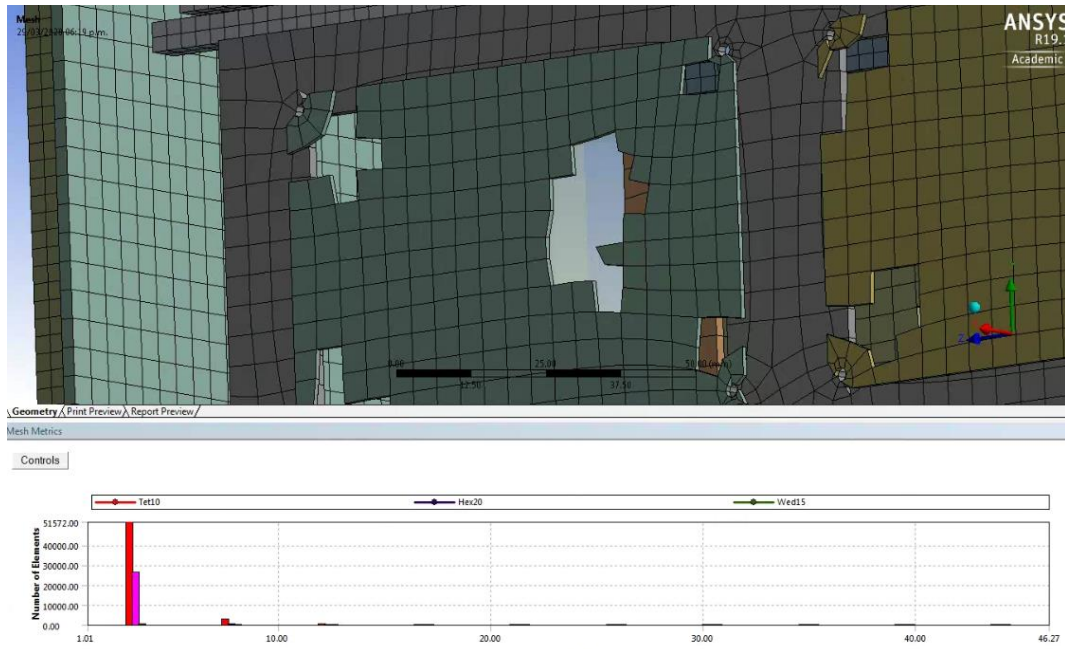 Mesh
ANSYS
R19.
Academic
Z
0.00
25.00
50.00 (mm)
12.50
37.50
Geometry / Print Preview / Report Preview
Mesh Metrics
Controls
Tet10
Hex20
Wed15
Number of Elements
51572.00
40000.00
30000.00
20000.00
10000.00
0.00
1.01
10.00
20.00
30.00
40.00
46.27